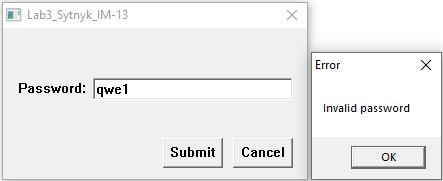 Lab3_Sytnyk_IM-13
Password: qwe1
Submit Cancel
Error
Invalid password
OK